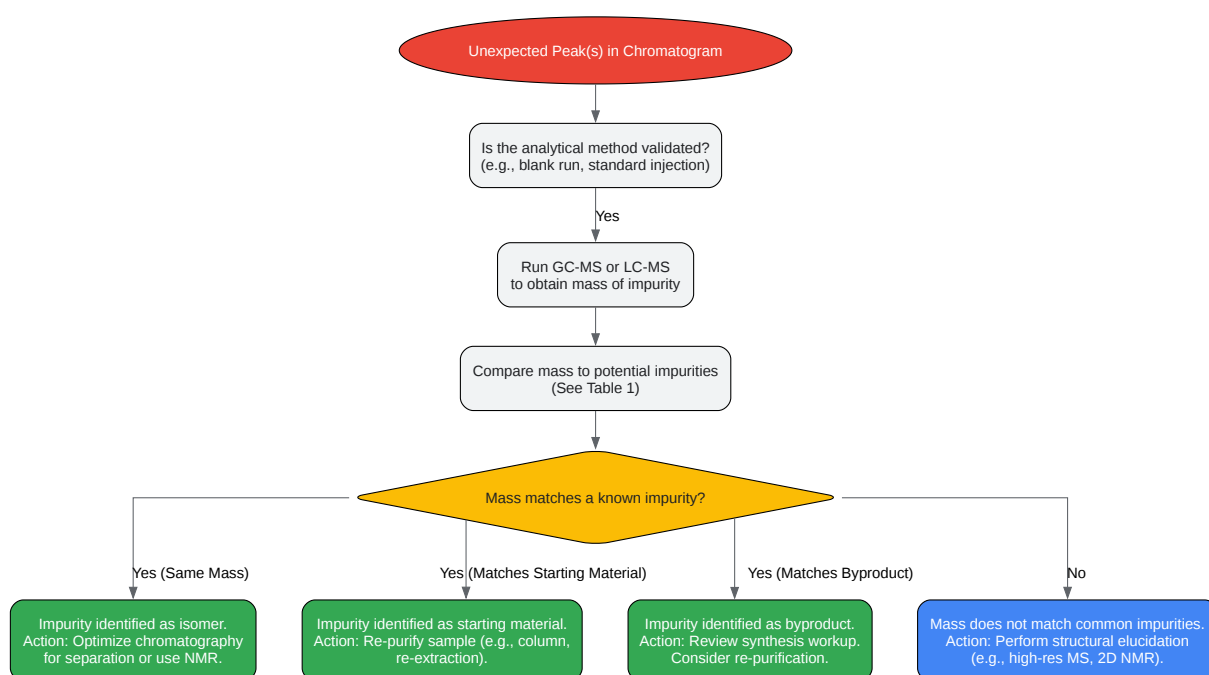 Unexpected Peak(s) in Chromatogram
Is the analytical method validated?
(e.g., blank run, standard injection)
Yes
Run GC-MS or LC-MS
to obtain mass of impurity
Compare mass to potential impurities
(See Table 1)
Mass matches a known impurity?
Yes (Same Mass)
Yes (Matches Starting Material)
Yes (Matches Byproduct)
No
Impurity identified as isomer.
Action: Optimize chromatography
for separation or use NMR.
Impurity identified as starting material.
Action: Re-purify sample (e.g., column,
re-extraction).
Impurity identified as byproduct.
Action: Review synthesis workup.
Consider re-purification.
Mass does not match common impurities.
Action: Perform structural elucidation
(e.g., high-res MS, 2D NMR).